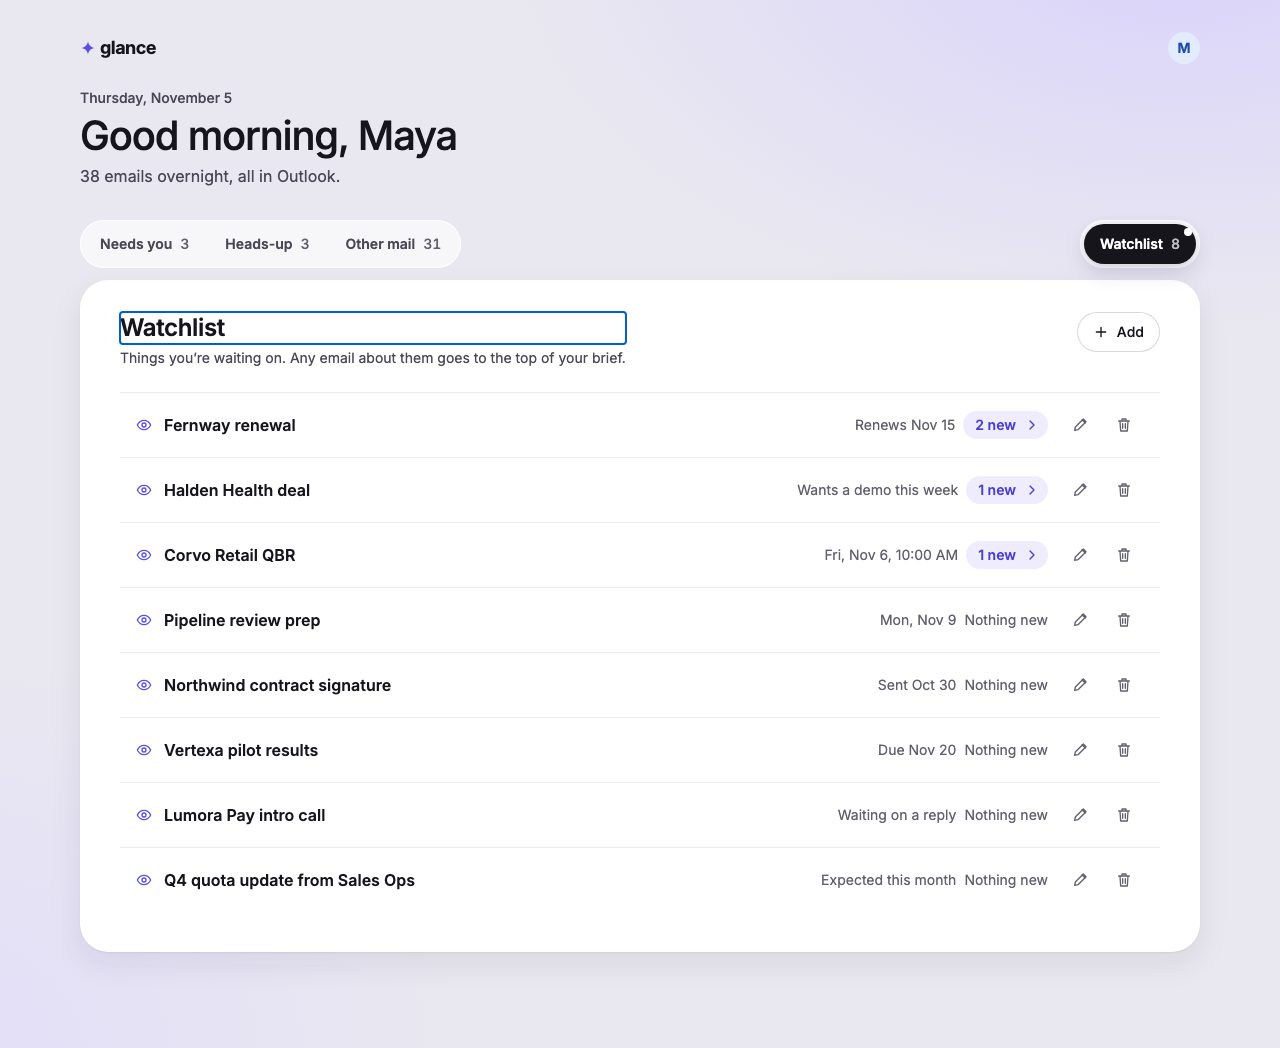 glance
M
Thursday, November 5
Good morning, Maya
38 emails overnight, all in Outlook.
Needs you 3 Heads-up 3 Other mail 31 Watchlist 8
Watchlist
Add
Things you’re waiting on. Any email about them goes to the top of your brief.
Fernway renewal Renews Nov 15 2 new
Halden Health deal Wants a demo this week 1 new
Corvo Retail QBR Fri, Nov 6, 10:00 AM 1 new
Pipeline review prep Mon, Nov 9 Nothing new
Northwind contract signature Sent Oct 30 Nothing new
Vertexa pilot results Due Nov 20 Nothing new
Lumora Pay intro call Waiting on a reply Nothing new
Q4 quota update from Sales Ops Expected this month Nothing new